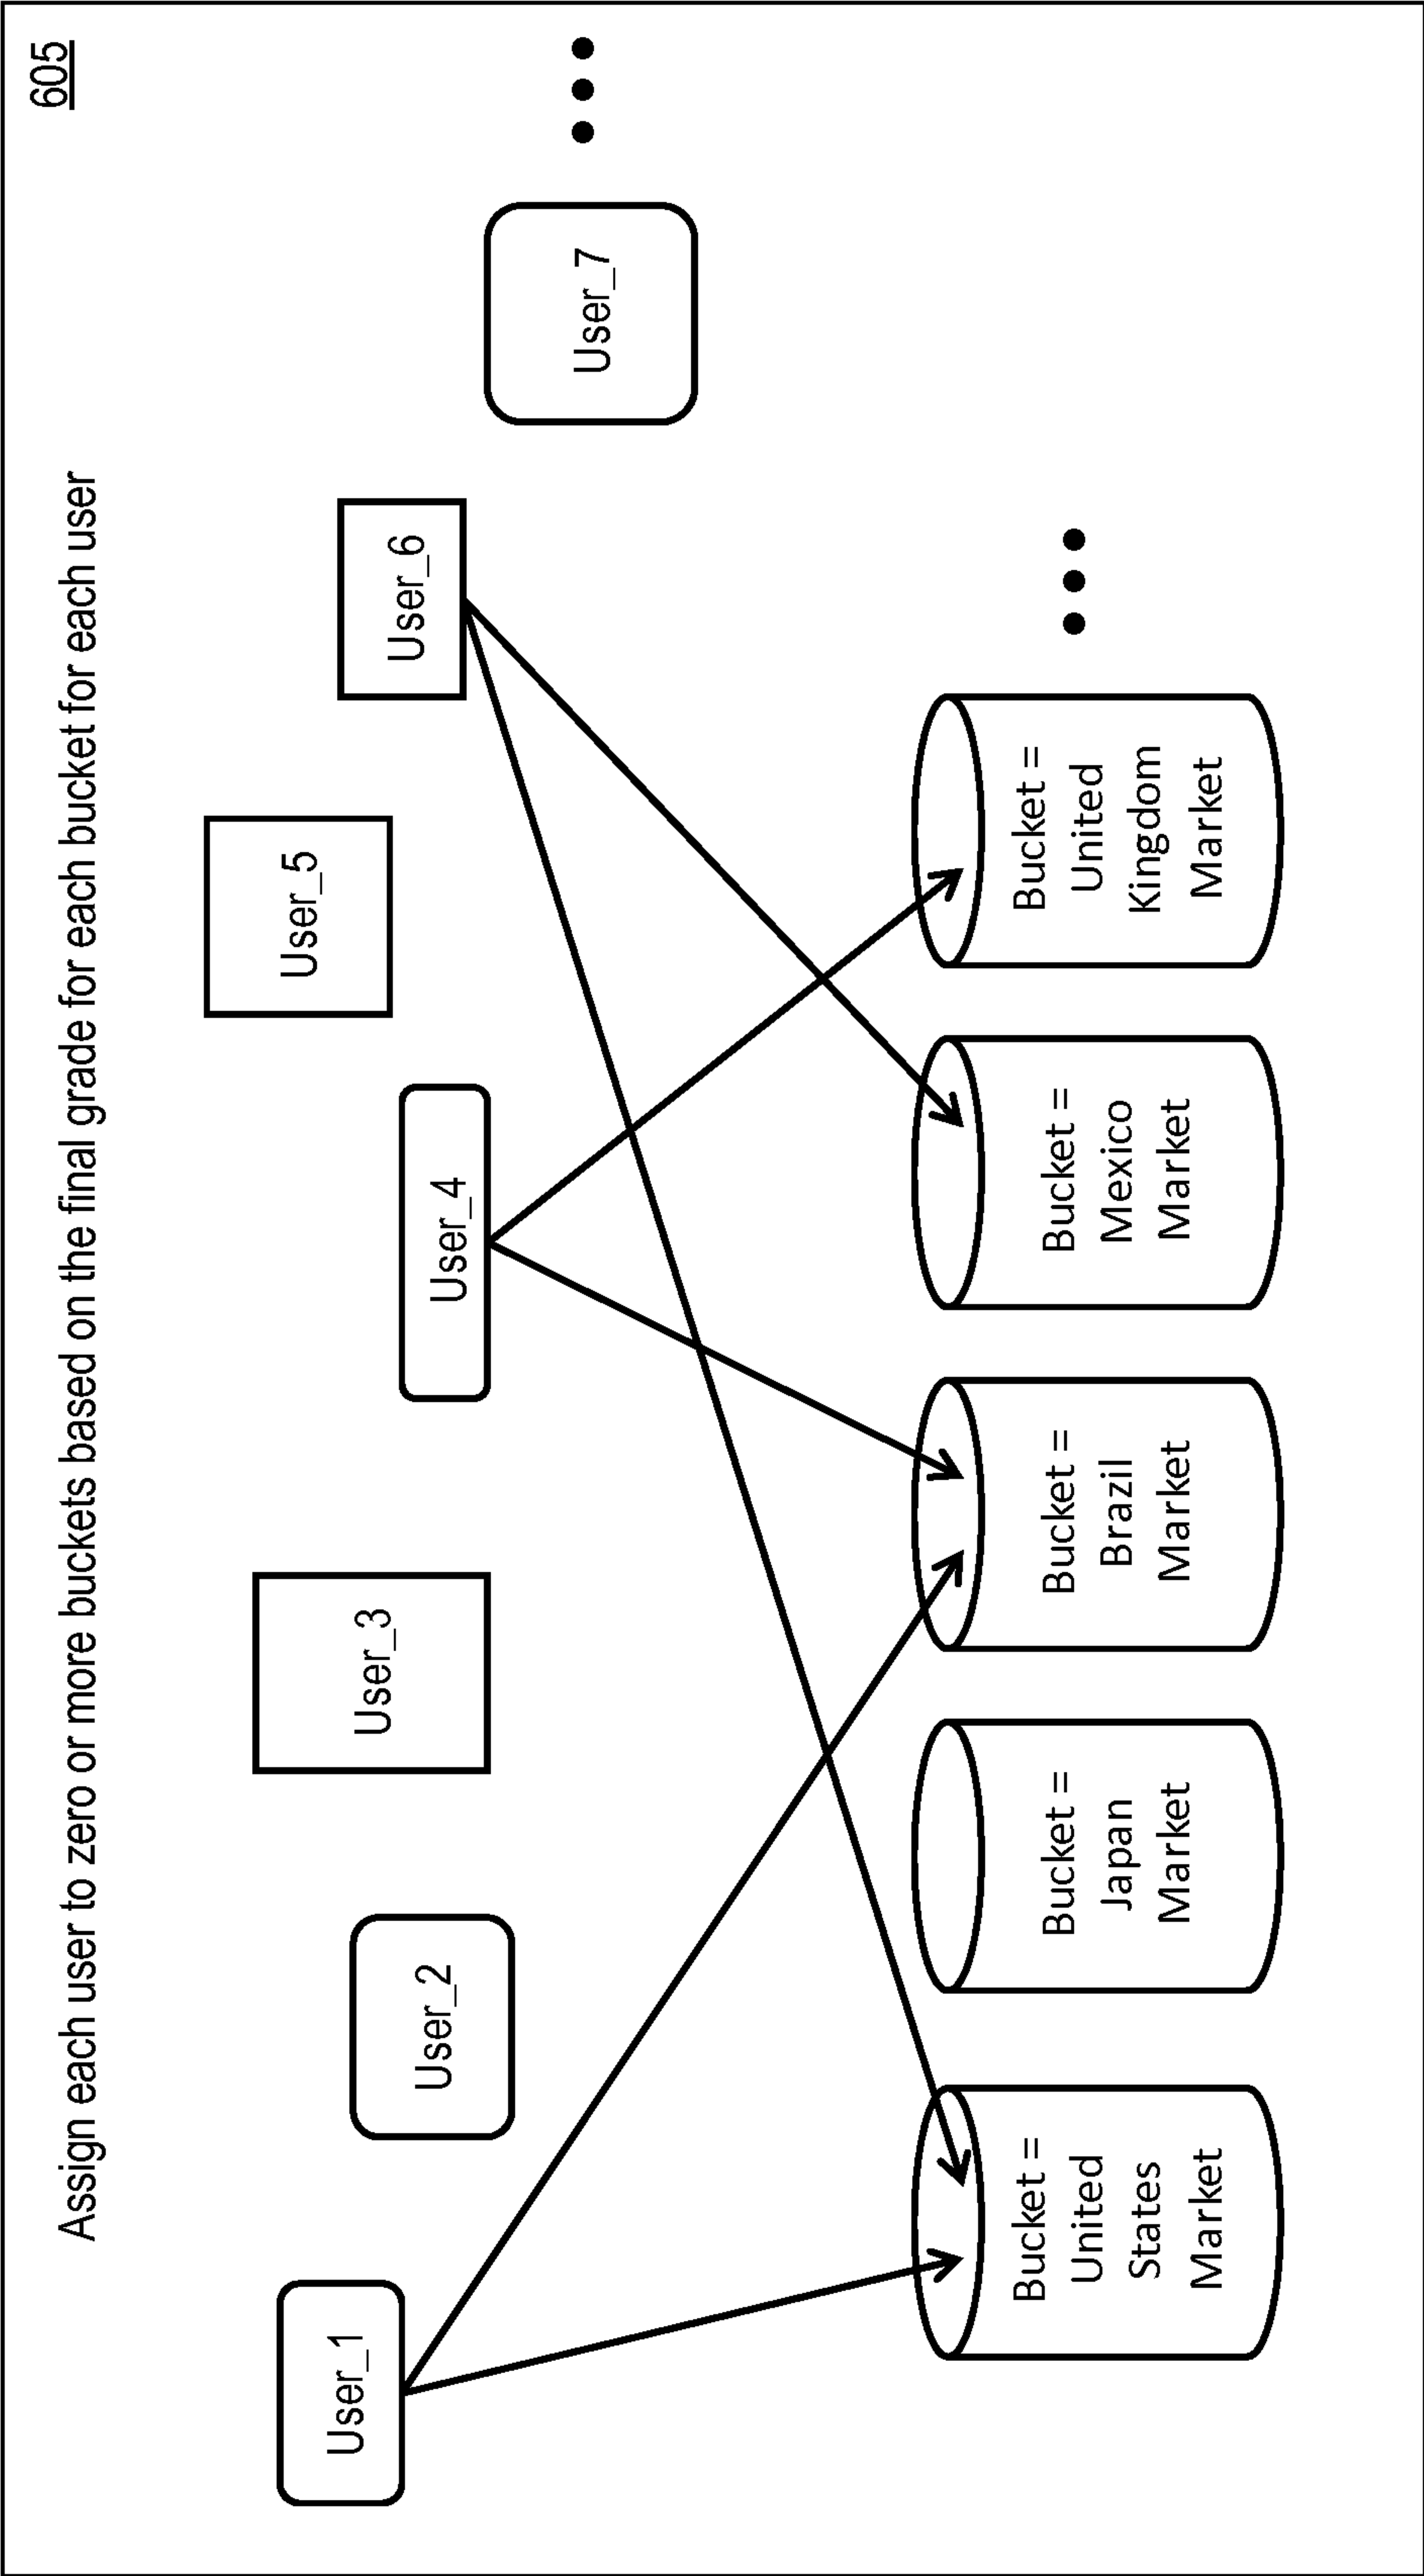 605
Assign each user to zero or more buckets based on the final grade for each bucket for each user
User_1
User_2
User_3
User_4
User_5
User_6
User_7
Bucket =
United
States
Market
Bucket =
Japan
Market
Bucket =
Brazil
Market
Bucket =
Mexico
Market
Bucket =
United
Kingdom
Market